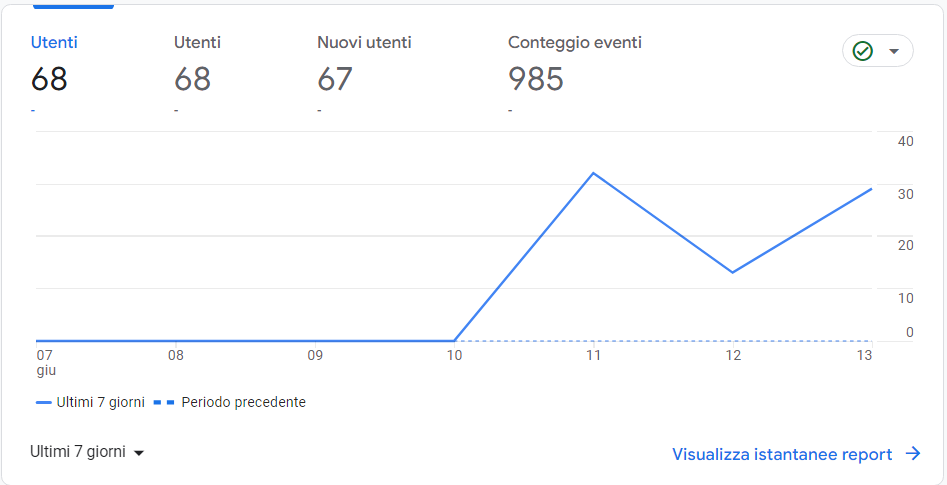 Utenti Utenti Nuovi utenti Conteggio eventi
68 68 67 985
- - - -
40
30
20
10
0
07 08 09 10 11 12 13
giu
Ultimi 7 giorni Periodo precedente
Ultimi 7 giorni
Visualizza istantanee report